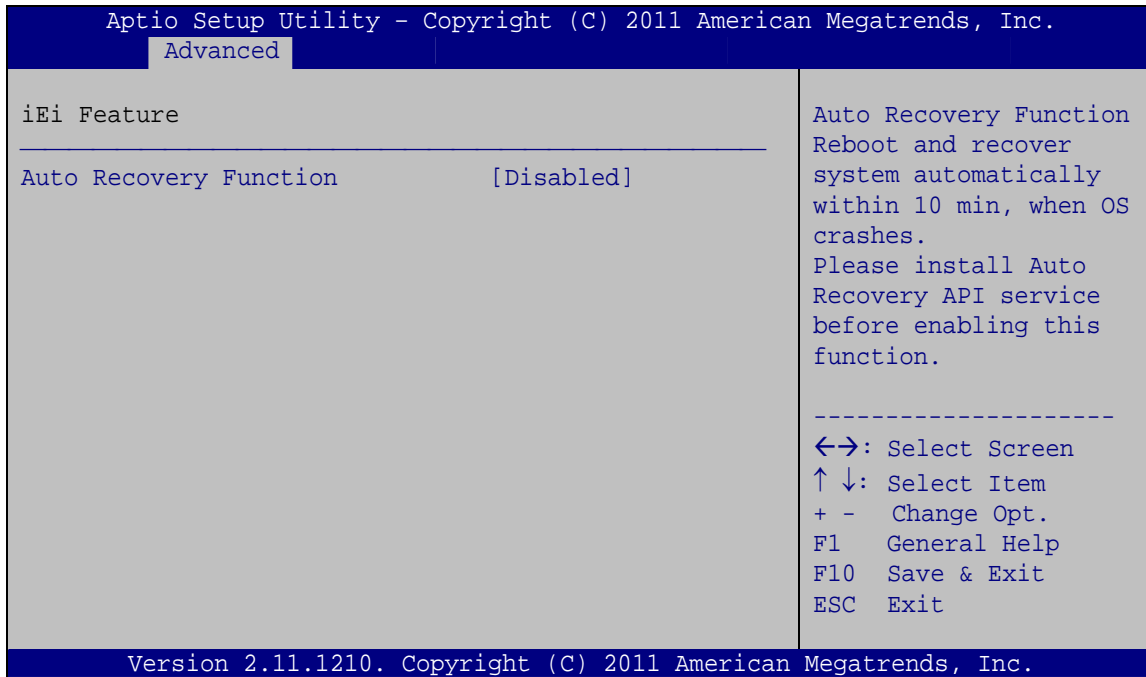 Aptio Setup Utility – Copyright (C) 2011 American Megatrends, Inc.
Advanced
iEi Feature
Auto Recovery Function [Disabled]
Auto Recovery Function
Reboot and recover
system automatically
within 10 min, when OS
crashes.
Please install Auto
Recovery API service
before enabling this
function.
---------------------
←→: Select Screen
↑ ↓: Select Item
+ - Change Opt.
F1 General Help
F10 Save & Exit
ESC Exit
Version 2.11.1210. Copyright (C) 2011 American Megatrends, Inc.